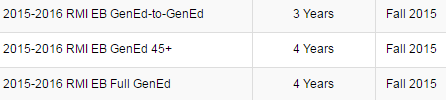 2015-2016 RMI EB GenEd-to-GenEd 3 Years Fall 2015
2015-2016 RMI EB GenEd 45+ 4 Years Fall 2015
2015-2016 RMI EB Full GenEd 4 Years Fall 2015